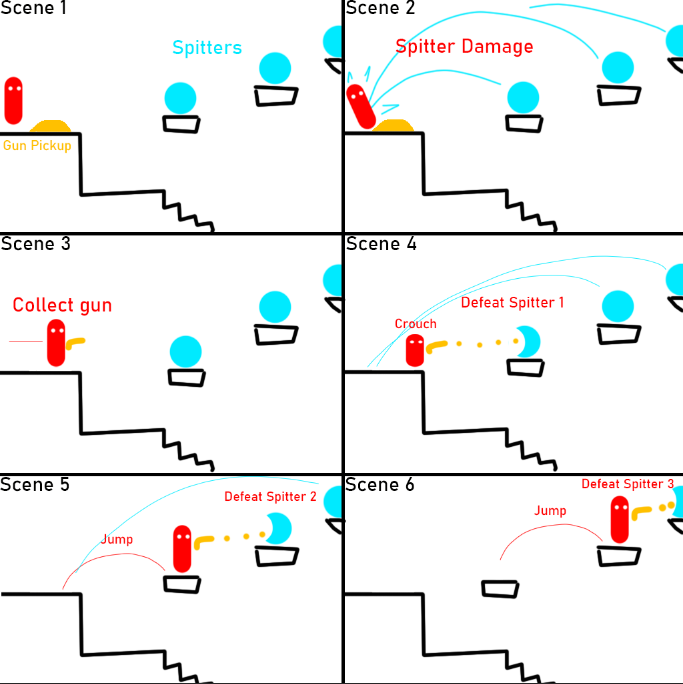 Scene 1
Spitters
Gun Pickup
Scene 2
Spitter Damage
Scene 3
Collect gun
Scene 4
Defeat Spitter 1
Crouch
Scene 5
Defeat Spitter 2
Jump
Scene 6
Defeat Spitter 3
Jump